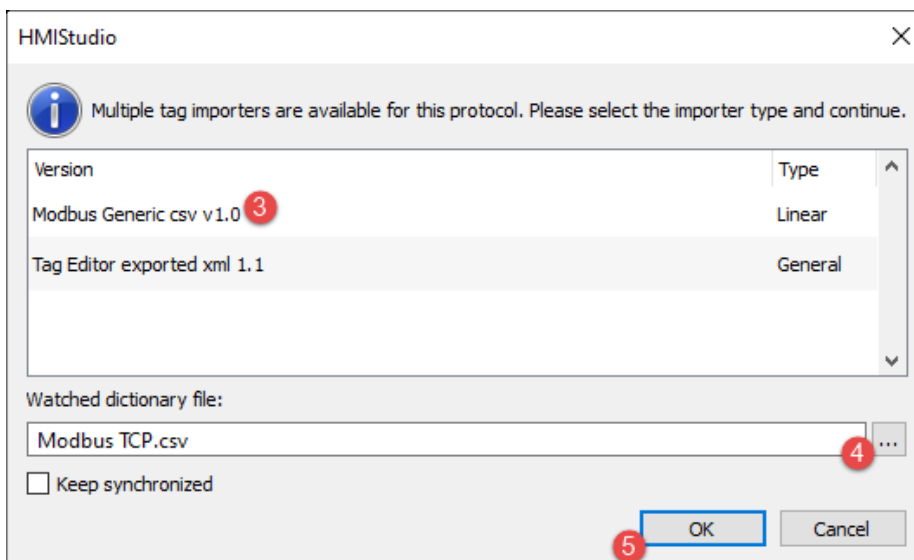 HMIStudio
Multiple tag importers are available for this protocol. Please select the importer type and continue.
Version Type
Modbus Generic csv v1.0 3 Linear
Tag Editor exported xml 1.1 General
Watched dictionary file:
Modbus TCP.csv ...
4
Keep synchronized
OK Cancel
5